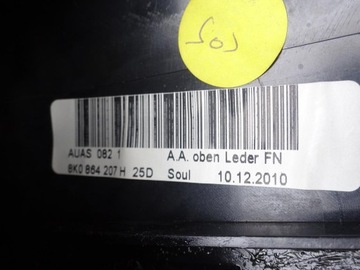 AUAS 082 1 A.A. oben Leder FN
8K0 864 207 H 25D Soul 10.12.2010